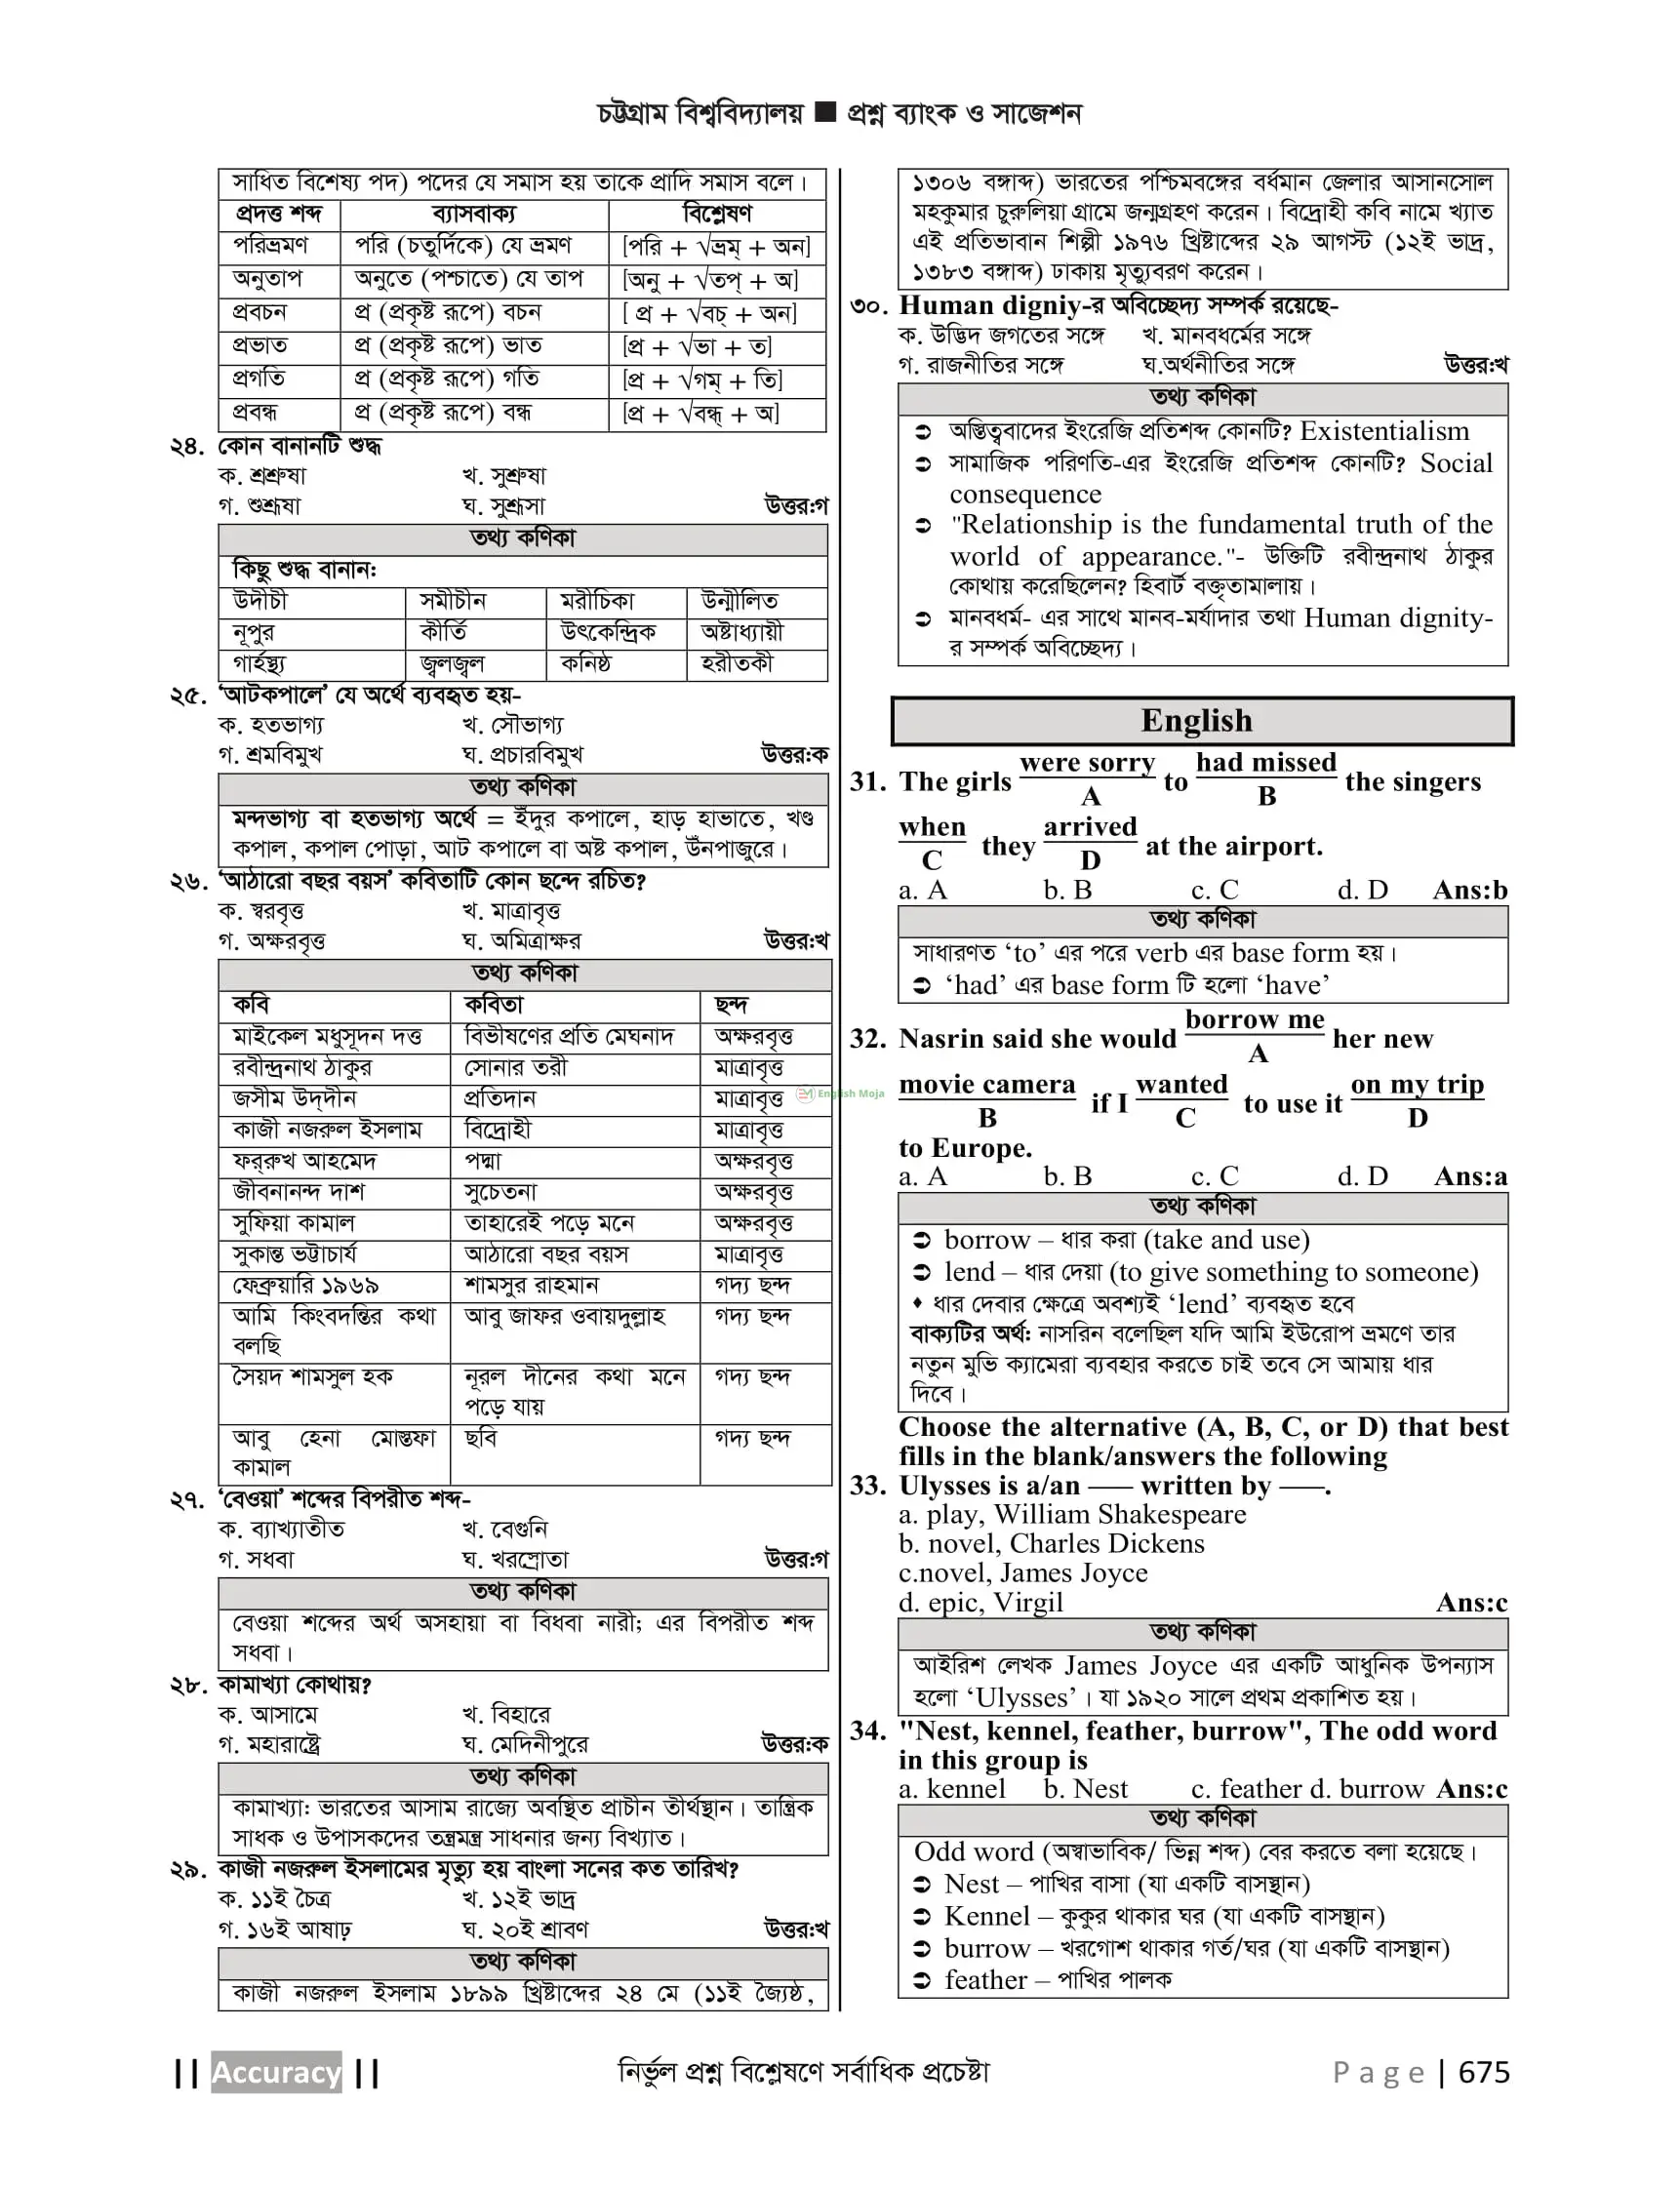 চট্টগ্রাম বিশ্ববিদ্যালয় ■ প্রশ্ন ব্যাংক ও সাজেশন
সাধিত বিশেষ্য পদ) পদের যে সমাস হয় তাকে প্রাদি সমাস বলে।
প্রদত্ত শব্দ ব্যাসবাক্য বিশ্লেষণ
পরিভ্রমণ পরি (চতুর্দিকে) যে ভ্রমণ [পরি + √ভ্রম্ + অন]
অনুতাপ অনুতে (পশ্চাতে) যে তাপ [অনু + √তপ্ + অ]
প্রবচন প্র (প্রকৃষ্ট রূপে) বচন [ প্র + √বচ্ + অন]
প্রভাত প্র (প্রকৃষ্ট রূপে) ভাত [প্র + √ভা + ত]
প্রগতি প্র (প্রকৃষ্ট রূপে) গতি [প্র + √গম্ + তি]
প্রবন্ধ প্র (প্রকৃষ্ট রূপে) বন্ধ [প্র + √বন্ধ্ + অ]
২৪. কোন বানানটি শুদ্ধ
ক. শ্রশ্রুষা খ. সুশ্রুষা
গ. শুশ্রূষা ঘ. সুশ্রূসা উত্তর:গ
তথ্য কণিকা
কিছু শুদ্ধ বানান:
উদীচী সমীচীন মরীচিকা উন্মীলিত
নূপুর কীর্তি উৎকেন্দ্রিক অষ্টাধ্যায়ী
গার্হস্থ্য জ্বলজ্বল কনিষ্ঠ হরীতকী
২৫. ‘আটকপালে’ যে অর্থে ব্যবহৃত হয়-
ক. হতভাগ্য খ. সৌভাগ্য
গ. শ্রমবিমুখ ঘ. প্রচারবিমুখ উত্তর:ক
তথ্য কণিকা
মন্দভাগ্য বা হতভাগ্য অর্থে = ইঁদুর কপালে, হাড় হাভাতে, খণ্ড
কপাল, কপাল পোড়া, আট কপালে বা অষ্ট কপাল, উঁনপাজুরে।
২৬. ‘আঠারো বছর বয়স’ কবিতাটি কোন ছন্দে রচিত?
ক. স্বরবৃত্ত খ. মাত্রাবৃত্ত
গ. অক্ষরবৃত্ত ঘ. অমিত্রাক্ষর উত্তর:খ
তথ্য কণিকা
কবি কবিতা ছন্দ
মাইকেল মধুসূদন দত্ত বিভীষণের প্রতি মেঘনাদ অক্ষরবৃত্ত
রবীন্দ্রনাথ ঠাকুর সোনার তরী মাত্রাবৃত্ত
জসীম উদ্‌দীন প্রতিদান মাত্রাবৃত্ত
কাজী নজরুল ইসলাম বিদ্রোহী মাত্রাবৃত্ত
ফর্‌রুখ আহমেদ পদ্মা অক্ষরবৃত্ত
জীবনানন্দ দাশ সুচেতনা অক্ষরবৃত্ত
সুফিয়া কামাল তাহারেই পড়ে মনে অক্ষরবৃত্ত
সুকান্ত ভট্টাচার্য আঠারো বছর বয়স মাত্রাবৃত্ত
ফেব্রুয়ারি ১৯৬৯ শামসুর রাহমান গদ্য ছন্দ
আমি কিংবদন্তির কথা আবু জাফর ওবায়দুল্লাহ গদ্য ছন্দ
বলছি
সৈয়দ শামসুল হক নূরল দীনের কথা মনে গদ্য ছন্দ
পড়ে যায়
আবু হেনা মোস্তফা ছবি গদ্য ছন্দ
কামাল
২৭. ‘বেওয়া’ শব্দের বিপরীত শব্দ-
ক. ব্যাখ্যাতীত খ. বেগুনি
গ. সধবা ঘ. খরস্রোতা উত্তর:গ
তথ্য কণিকা
বেওয়া শব্দের অর্থ অসহায়া বা বিধবা নারী; এর বিপরীত শব্দ
সধবা।
২৮. কামাখ্যা কোথায়?
ক. আসামে খ. বিহারে
গ. মহারাষ্ট্রে ঘ. মেদিনীপুরে উত্তর:ক
তথ্য কণিকা
কামাখ্যা: ভারতের আসাম রাজ্যে অবস্থিত প্রাচীন তীর্থস্থান। তান্ত্রিক
সাধক ও উপাসকদের তন্ত্রমন্ত্র সাধনার জন্য বিখ্যাত।
২৯. কাজী নজরুল ইসলামের মৃত্যু হয় বাংলা সনের কত তারিখ?
ক. ১১ই চৈত্র খ. ১২ই ভাদ্র
গ. ১৬ই আষাঢ় ঘ. ২০ই শ্রাবণ উত্তর:খ
তথ্য কণিকা
কাজী নজরুল ইসলাম ১৮৯৯ খ্রিষ্টাব্দের ২৪ মে (১১ই জ্যৈষ্ঠ,
১৩০৬ বঙ্গাব্দ) ভারতের পশ্চিমবঙ্গের বর্ধমান জেলার আসানসোল
মহকুমার চুরুলিয়া গ্রামে জন্মগ্রহণ করেন। বিদ্রোহী কবি নামে খ্যাত
এই প্রতিভাবান শিল্পী ১৯৭৬ খ্রিষ্টাব্দের ২৯ আগস্ট (১২ই ভাদ্র,
১৩৮৩ বঙ্গাব্দ) ঢাকায় মৃত্যুবরণ করেন।
৩০. Human digniy-র অবিচ্ছেদ্য সম্পর্ক রয়েছে-
ক. উদ্ভিদ জগতের সঙ্গে খ. মানবধর্মের সঙ্গে
গ. রাজনীতির সঙ্গে ঘ.অর্থনীতির সঙ্গে উত্তর:খ
তথ্য কণিকা
➲ অস্তিত্ববাদের ইংরেজি প্রতিশব্দ কোনটি? Existentialism
➲ সামাজিক পরিণতি-এর ইংরেজি প্রতিশব্দ কোনটি? Social
consequence
➲ "Relationship is the fundamental truth of the
world of appearance."- উক্তিটি রবীন্দ্রনাথ ঠাকুর
কোথায় করেছিলেন? হিবার্ট বক্তৃতামালায়।
➲ মানবধর্ম- এর সাথে মানব-মর্যাদার তথা Human dignity-
র সম্পর্ক অবিচ্ছেদ্য।
English
31. The girls were sorry to had missed the singers
A B
when they arrived at the airport.
C D
a. A b. B c. C d. D Ans:b
তথ্য কণিকা
সাধারণত ‘to’ এর পরে verb এর base form হয়।
➲ ‘had’ এর base form টি হলো ‘have’
32. Nasrin said she would borrow me her new
A
movie camera if I wanted to use it on my trip
B C D
to Europe.
a. A b. B c. C d. D Ans:a
তথ্য কণিকা
➲ borrow – ধার করা (take and use)
➲ lend – ধার দেয়া (to give something to someone)
♦ ধার দেবার ক্ষেত্রে অবশ্যই ‘lend’ ব্যবহৃত হবে
বাক্যটির অর্থ: নাসরিন বলেছিল যদি আমি ইউরোপ ভ্রমণে তার
নতুন মুভি ক্যামেরা ব্যবহার করতে চাই তবে সে আমায় ধার
দিবে।
Choose the alternative (A, B, C, or D) that best
fills in the blank/answers the following
33. Ulysses is a/an —– written by —–.
a. play, William Shakespeare
b. novel, Charles Dickens
c.novel, James Joyce
d. epic, Virgil Ans:c
তথ্য কণিকা
আইরিশ লেখক James Joyce এর একটি আধুনিক উপন্যাস
হলো ‘Ulysses’। যা ১৯২০ সালে প্রথম প্রকাশিত হয়।
34. "Nest, kennel, feather, burrow", The odd word
in this group is
a. kennel b. Nest c. feather d. burrow Ans:c
তথ্য কণিকা
Odd word (অস্বাভাবিক/ ভিন্ন শব্দ) বের করতে বলা হয়েছে।
➲ Nest – পাখির বাসা (যা একটি বাসস্থান)
➲ Kennel – কুকুর থাকার ঘর (যা একটি বাসস্থান)
➲ burrow – খরগোশ থাকার গর্ত/ঘর (যা একটি বাসস্থান)
➲ feather – পাখির পালক
English Moja
|| Accuracy || নির্ভুল প্রশ্ন বিশ্লেষণে সর্বাধিক প্রচেষ্টা Page | 675